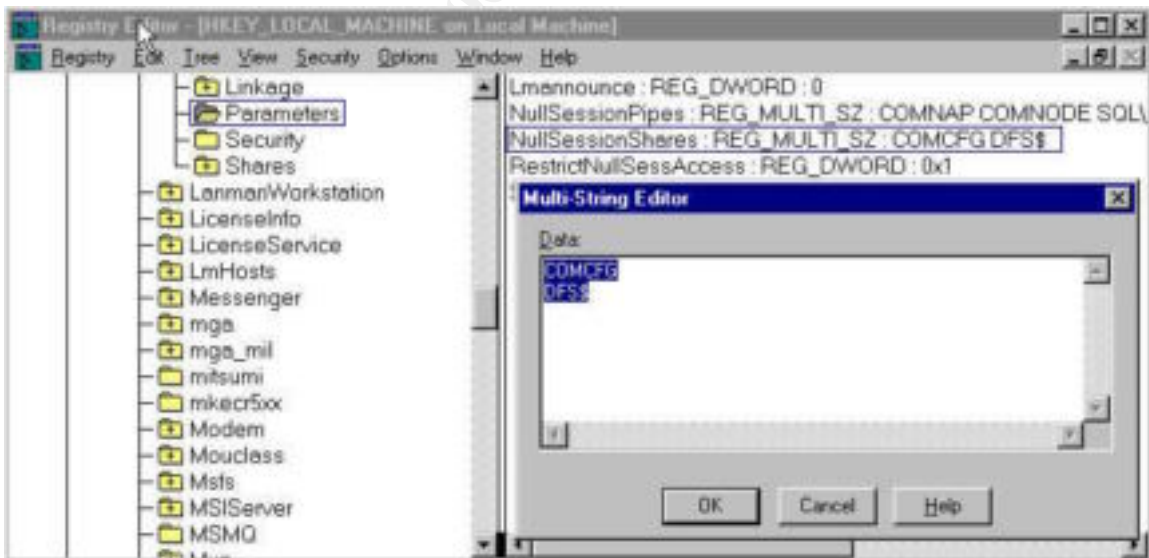 Registry Editor - [HKEY_LOCAL_MACHINE on Local Machine]
Registry Edit Tree View Security Options Window Help
Linkage
Parameters
Security
Shares
LanmanWorkstation
LicenseInfo
LicenseService
LmHosts
Messenger
mga
mga_mil
mitsumi
mkecr5xx
Modem
Mouclass
Msfs
MSIServer
MSMQ
Lmannounce : REG_DWORD : 0
NullSessionPipes : REG_MULTI_SZ : COMNAP COMNODE SQL\
NullSessionShares : REG_MULTI_SZ : COMCFG DFS$
RestrictNullSessAccess : REG_DWORD : 0x1
Multi-String Editor
Data:
COMCFG
DFS$
OK Cancel Help